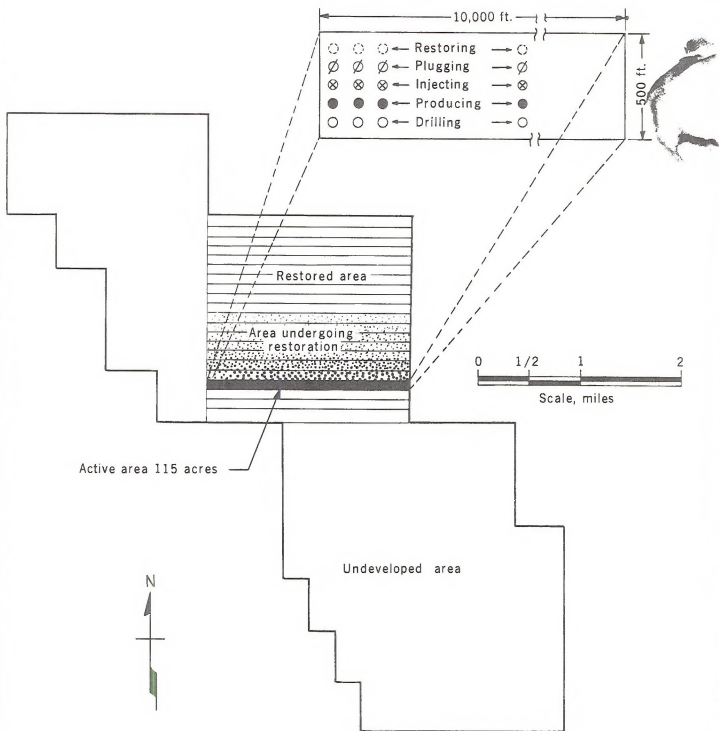 10,000 ft.
Restoring
Plugging
Injecting
Producing
Drilling
500 ft.
Restored area
Area undergoing
restoration
0 1/2 1 2
Scale, miles
Active area 115 acres
Undeveloped area
N